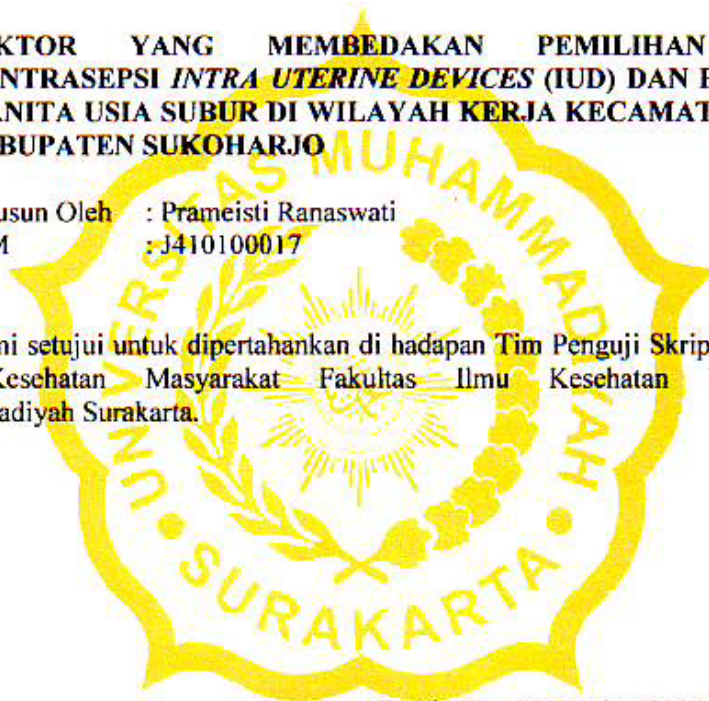 KTOR YANG MEMBEDAKAN PEMILIHAN
NTRASEPSI INTRA UTERINE DEVICES (IUD) DAN
ANITA USIA SUBUR DI WILAYAH KERJA KECAMAT
BUPATEN SUKOHARJO
usun Oleh : Prameisti Ranaswati
M : J410100017
mi setujui untuk dipertahankan di hadapan Tim Penguji Skrip
Kesehatan Masyarakat Fakultas Ilmu Kesehatan
adiyah Surakarta.
UNIVERSITAS MUHAMMADIYAH
SURAKARTA